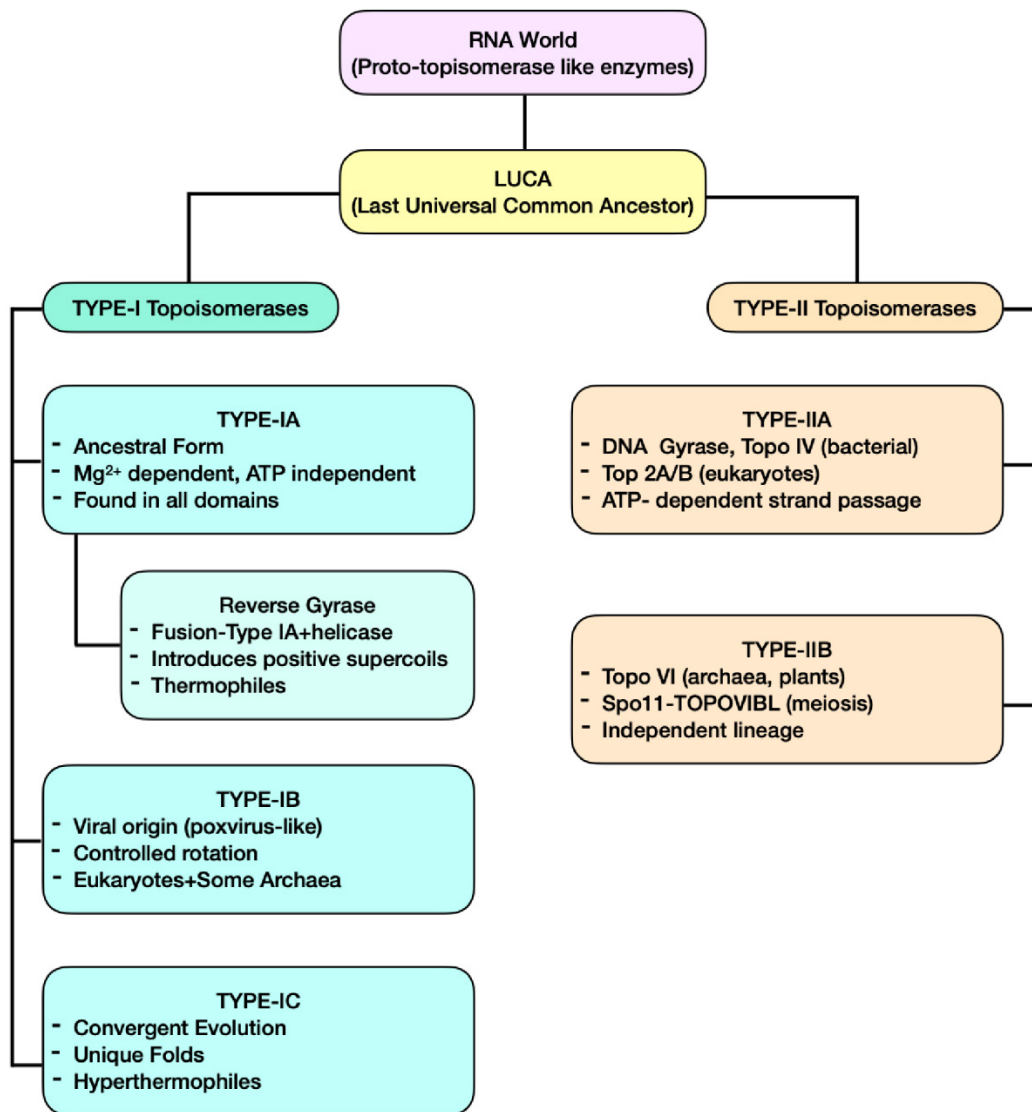 RNA World
(Proto-topisomerase like enzymes)
LUCA
(Last Universal Common Ancestor)
TYPE-I Topoisomerases
TYPE-II Topoisomerases
TYPE-IA
- Ancestral Form
- Mg²⁺ dependent, ATP independent
- Found in all domains
Reverse Gyrase
- Fusion-Type IA+helicase
- Introduces positive supercoils
- Thermophiles
TYPE-IB
- Viral origin (poxvirus-like)
- Controlled rotation
- Eukaryotes+Some Archaea
TYPE-IC
- Convergent Evolution
- Unique Folds
- Hyperthermophiles
TYPE-IIA
- DNA Gyrase, Topo IV (bacterial)
- Top 2A/B (eukaryotes)
- ATP- dependent strand passage
TYPE-IIB
- Topo VI (archaea, plants)
- Spo11-TOPOVIBL (meiosis)
- Independent lineage